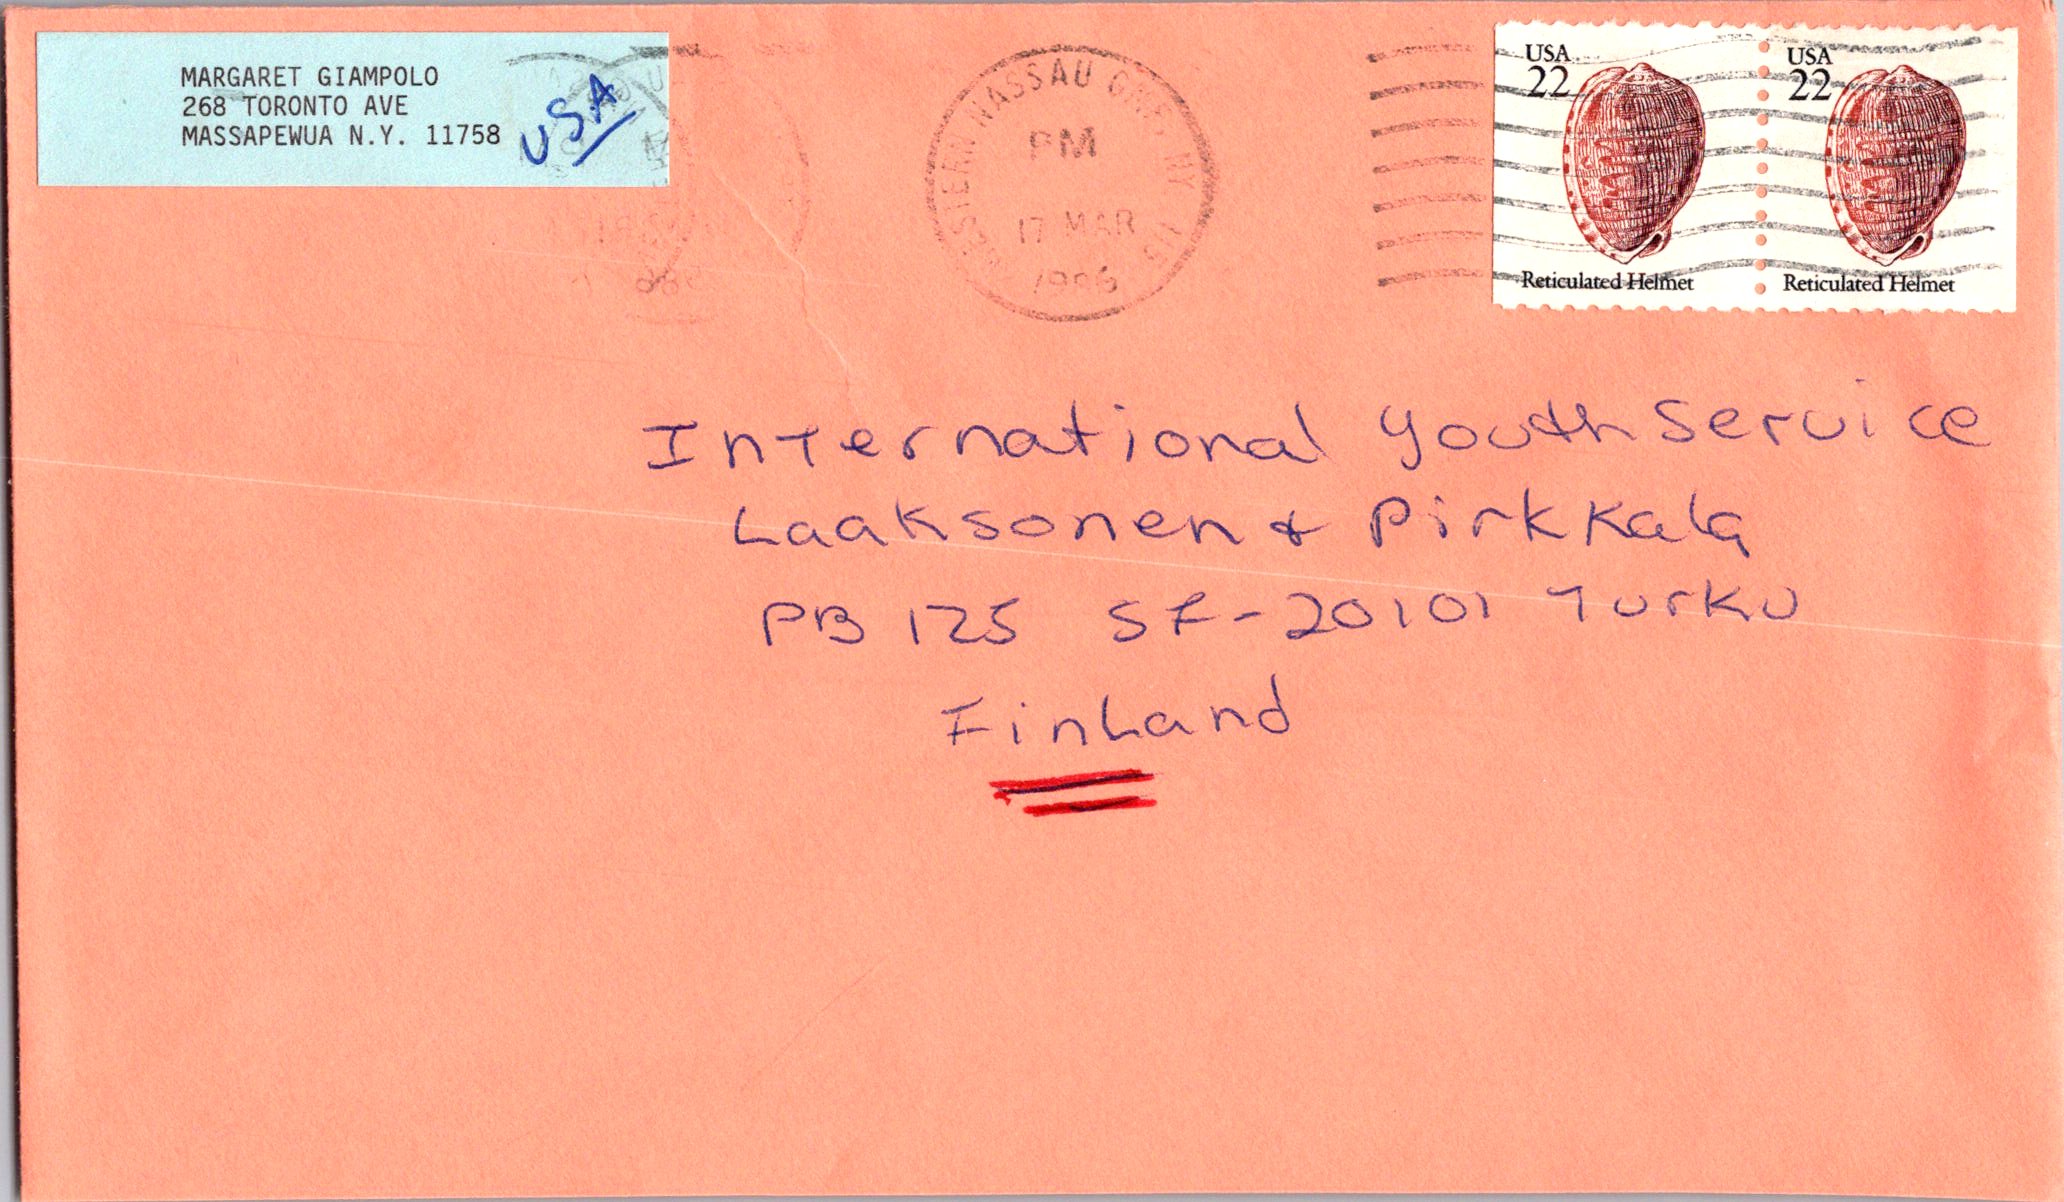 MARGARET GIAMPOLO
268 TORONTO AVE
MASSAPEWUA N.Y. 11758
USA
NASSAU NY
PM
17 MAR
USA
22
Reticulated Helmet
USA
22
Reticulated Helmet
International Youth Service
Laaksonen & Pirkkala
PB 125 SF-20101 Turku
Finland